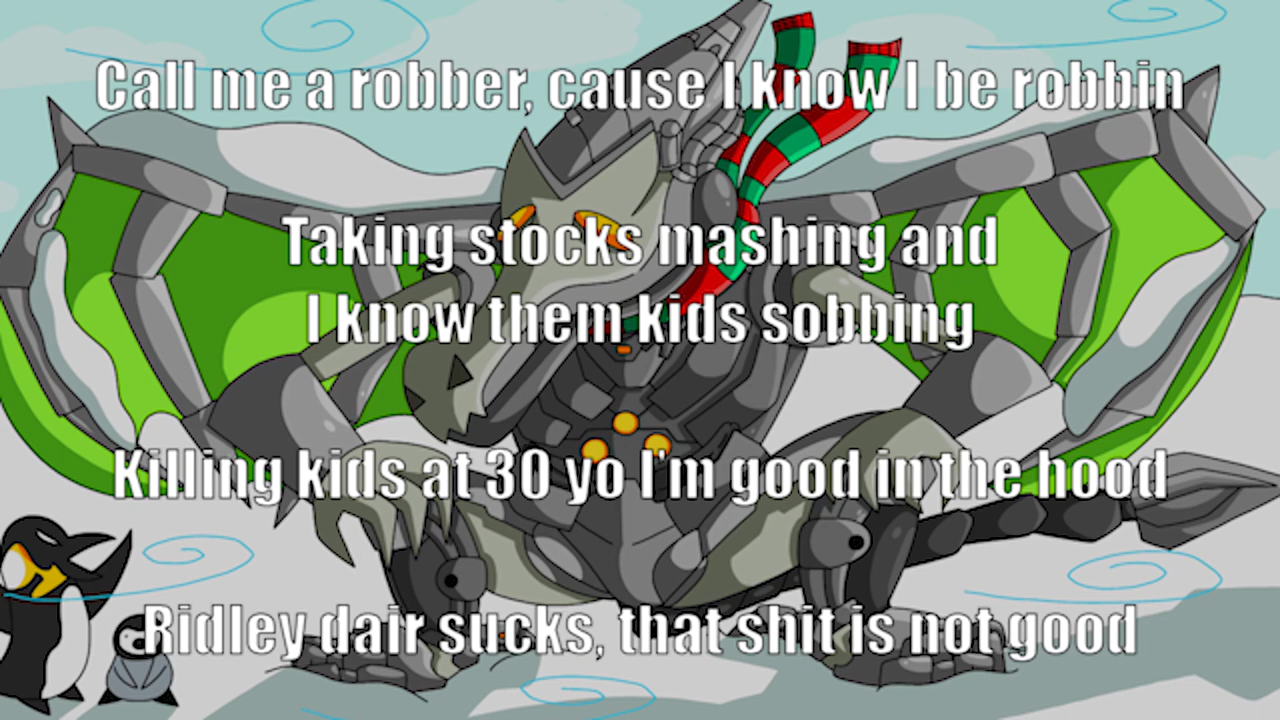 Call me a robber, cause I know I be robbin
Taking stocks mashing and
I know them kids sobbing
Killing kids at 30 yo I'm good in the hood
Ridley dair sucks, that shit is not good